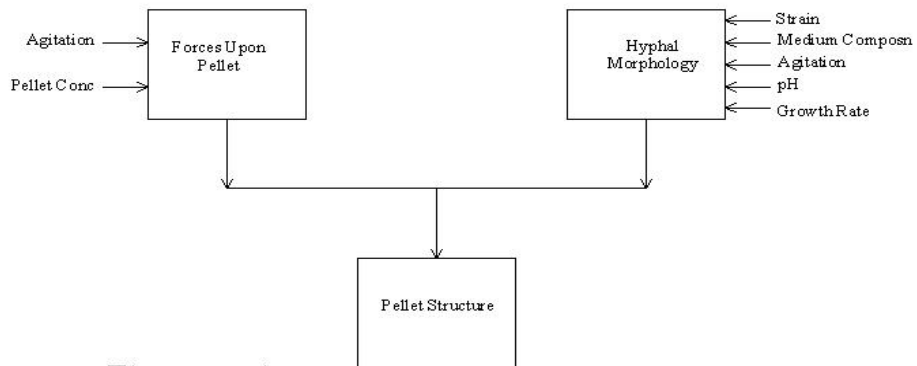 Agitation
Pellet Conc
Forces Upon
Pellet
Hyphal
Morphology
Strain
Medium Composn
Agitation
pH
Growth Rate
Pellet Structure